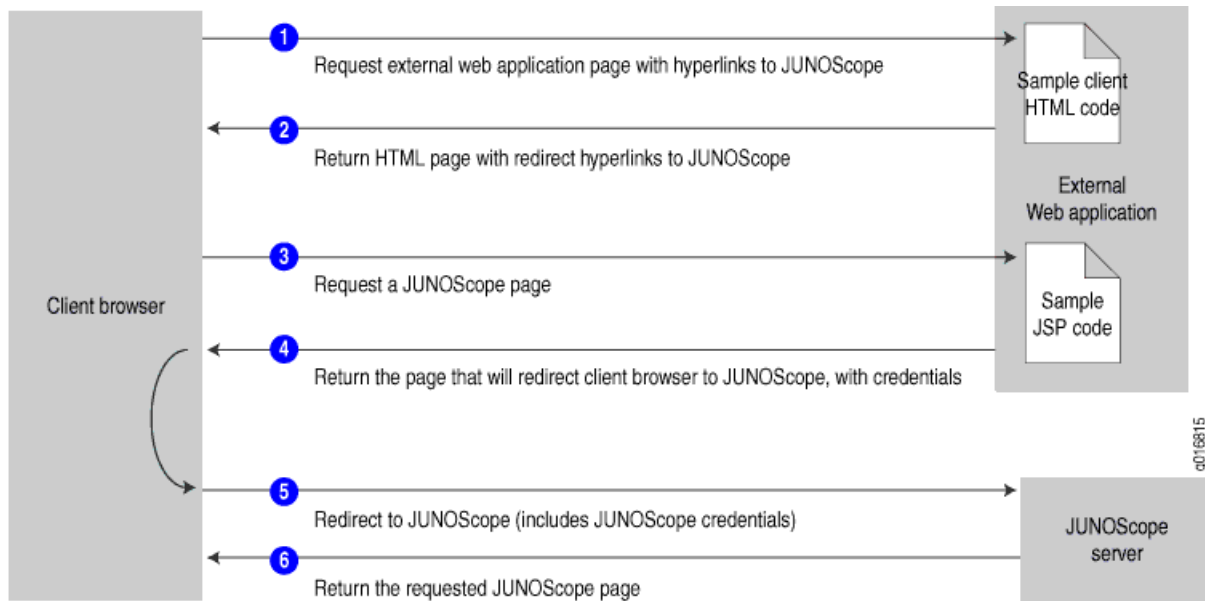 1
Request external web application page with hyperlinks to JUNOScope
Sample client
HTML code
2
Return HTML page with redirect hyperlinks to JUNOScope
External
Web application
3
Request a JUNOScope page
Client browser
Sample
JSP code
4
Return the page that will redirect client browser to JUNOScope, with credentials
g016815
5
Redirect to JUNOScope (includes JUNOScope credentials)
JUNOScope
server
6
Return the requested JUNOScope page